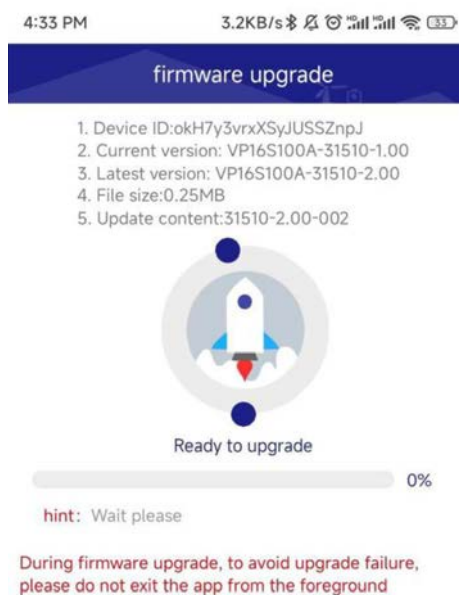 4:33 PM 3.2KB/s HD HD 33
firmware upgrade
1. Device ID:okH7y3vrxXSyJUSSZnpJ
2. Current version: VP16S100A-31510-1.00
3. Latest version: VP16S100A-31510-2.00
4. File size:0.25MB
5. Update content:31510-2.00-002
Ready to upgrade
0%
hint: Wait please
During firmware upgrade, to avoid upgrade failure,
please do not exit the app from the foreground